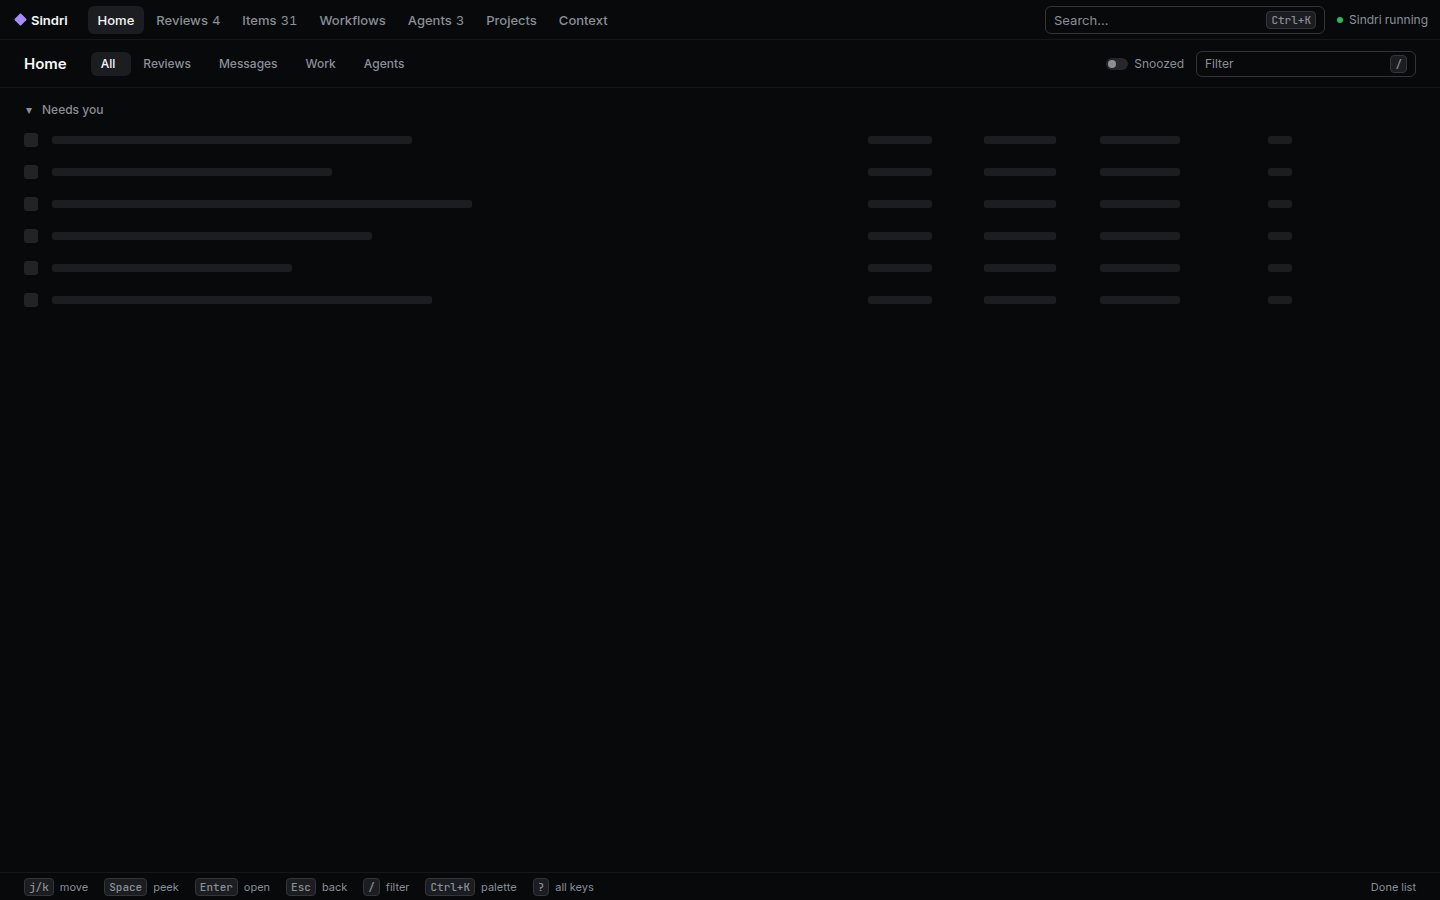 Sindri Home Reviews 4 Items 31 Workflows Agents 3 Projects Context Search... Ctrl+K Sindri running
Home All Reviews Messages Work Agents Snoozed Filter /
▼ Needs you
j/k move Space peek Enter open Esc back / filter Ctrl+K palette ? all keys Done list